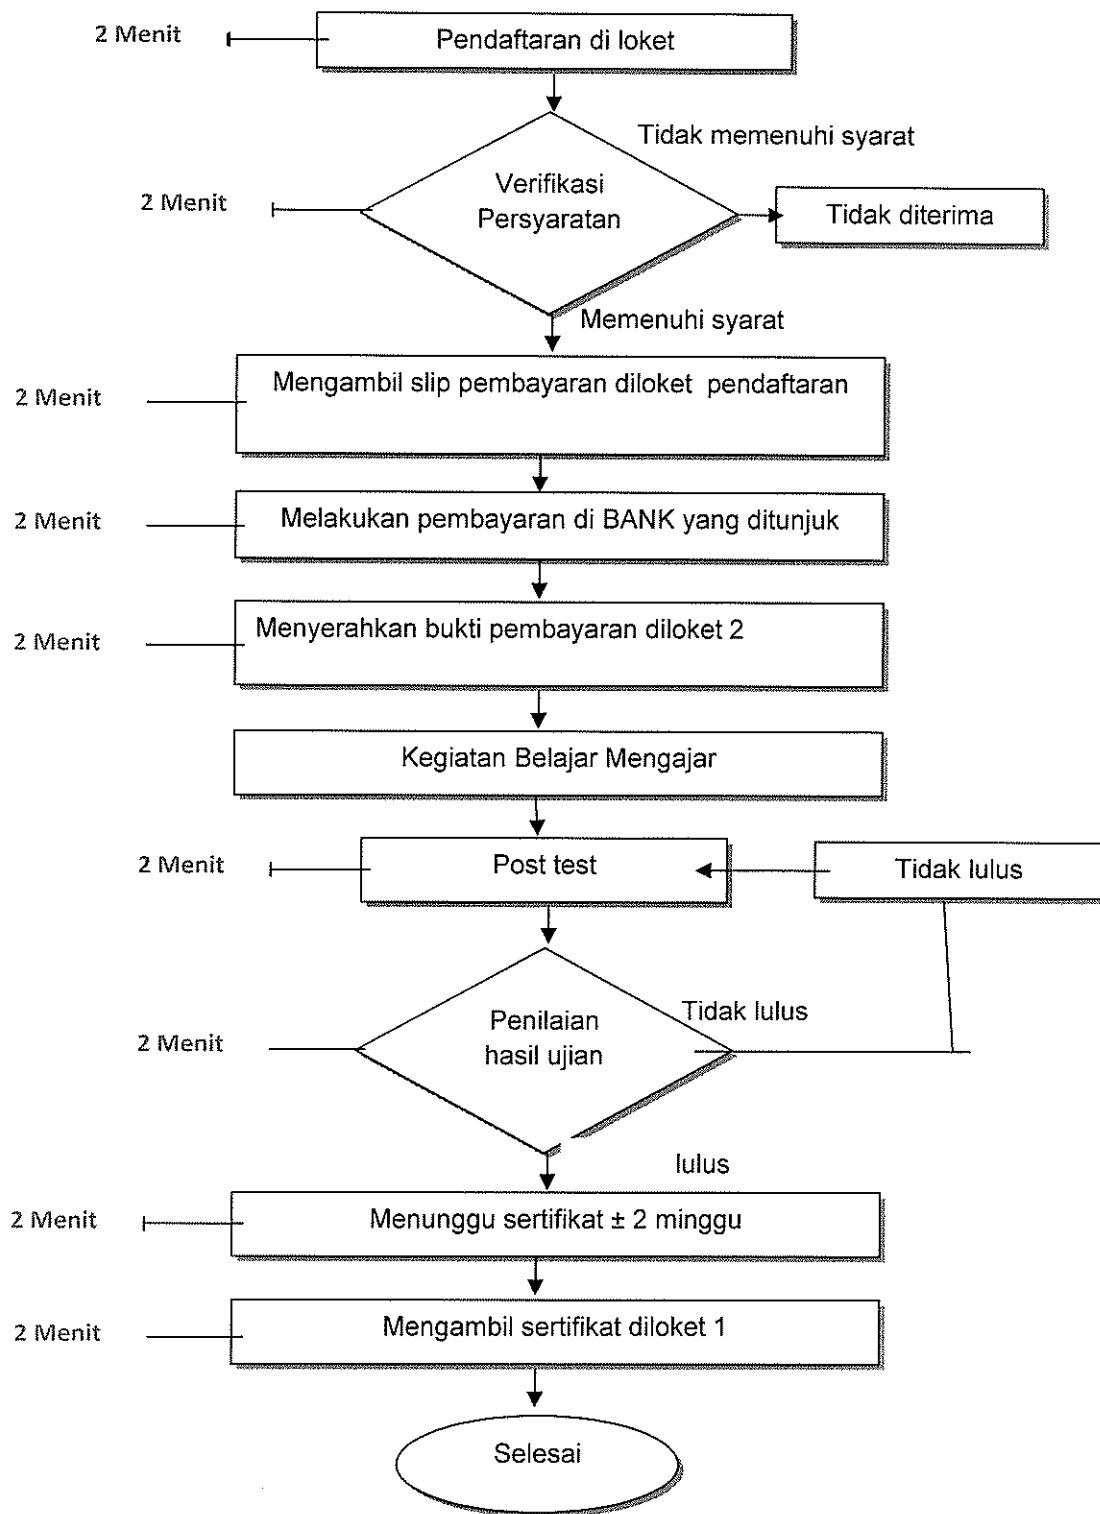 2 Menit
Pendaftaran di loket
Tidak memenuhi syarat
2 Menit
Verifikasi
Persyaratan
Tidak diterima
Memenuhi syarat
2 Menit
Mengambil slip pembayaran diloket pendaftaran
2 Menit
Melakukan pembayaran di BANK yang ditunjuk
2 Menit
Menyerahkan bukti pembayaran diloket 2
Kegiatan Belajar Mengajar
2 Menit
Post test
Tidak lulus
2 Menit
Penilaian
hasil ujian
Tidak lulus
lulus
2 Menit
Menunggu sertifikat ± 2 minggu
2 Menit
Mengambil sertifikat diloket 1
Selesai